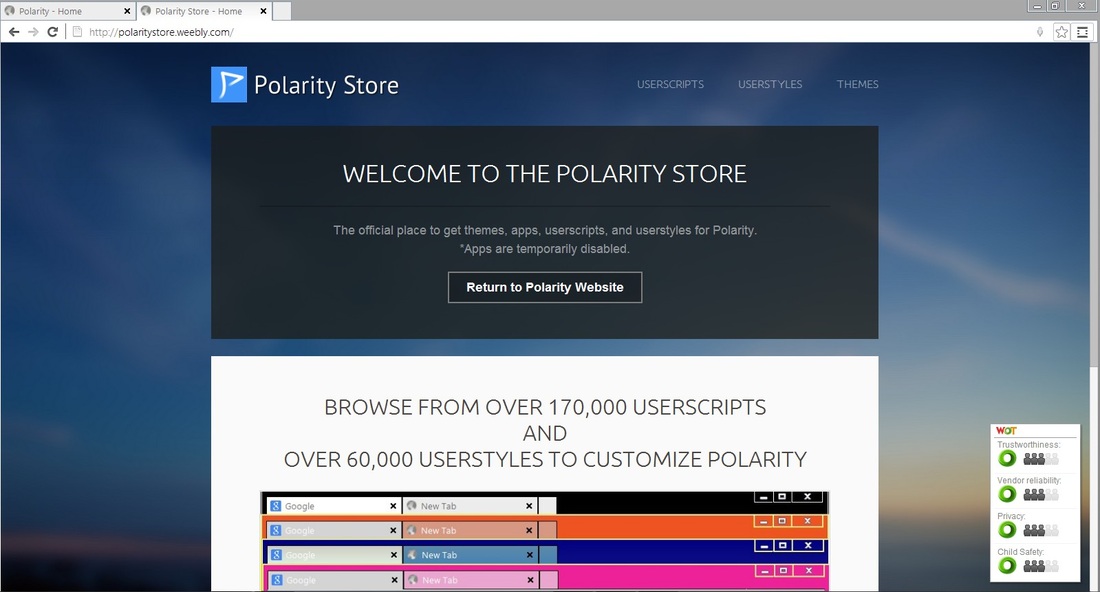 Polarity - Home
Polarity Store - Home
http://polaritystore.weebly.com/
Polarity Store
USERSCRIPTS
USERSTYLES
THEMES
WELCOME TO THE POLARITY STORE
The official place to get themes, apps, userscripts, and userstyles for Polarity.
*Apps are temporarily disabled.
Return to Polarity Website
BROWSE FROM OVER 170,000 USERSCRIPTS
AND
OVER 60,000 USERSTYLES TO CUSTOMIZE POLARITY
Google
New Tab
Google
New Tab
Google
New Tab
Google
New Tab
WOT
Trustworthiness:
Vendor reliability:
Privacy:
Child Safety: